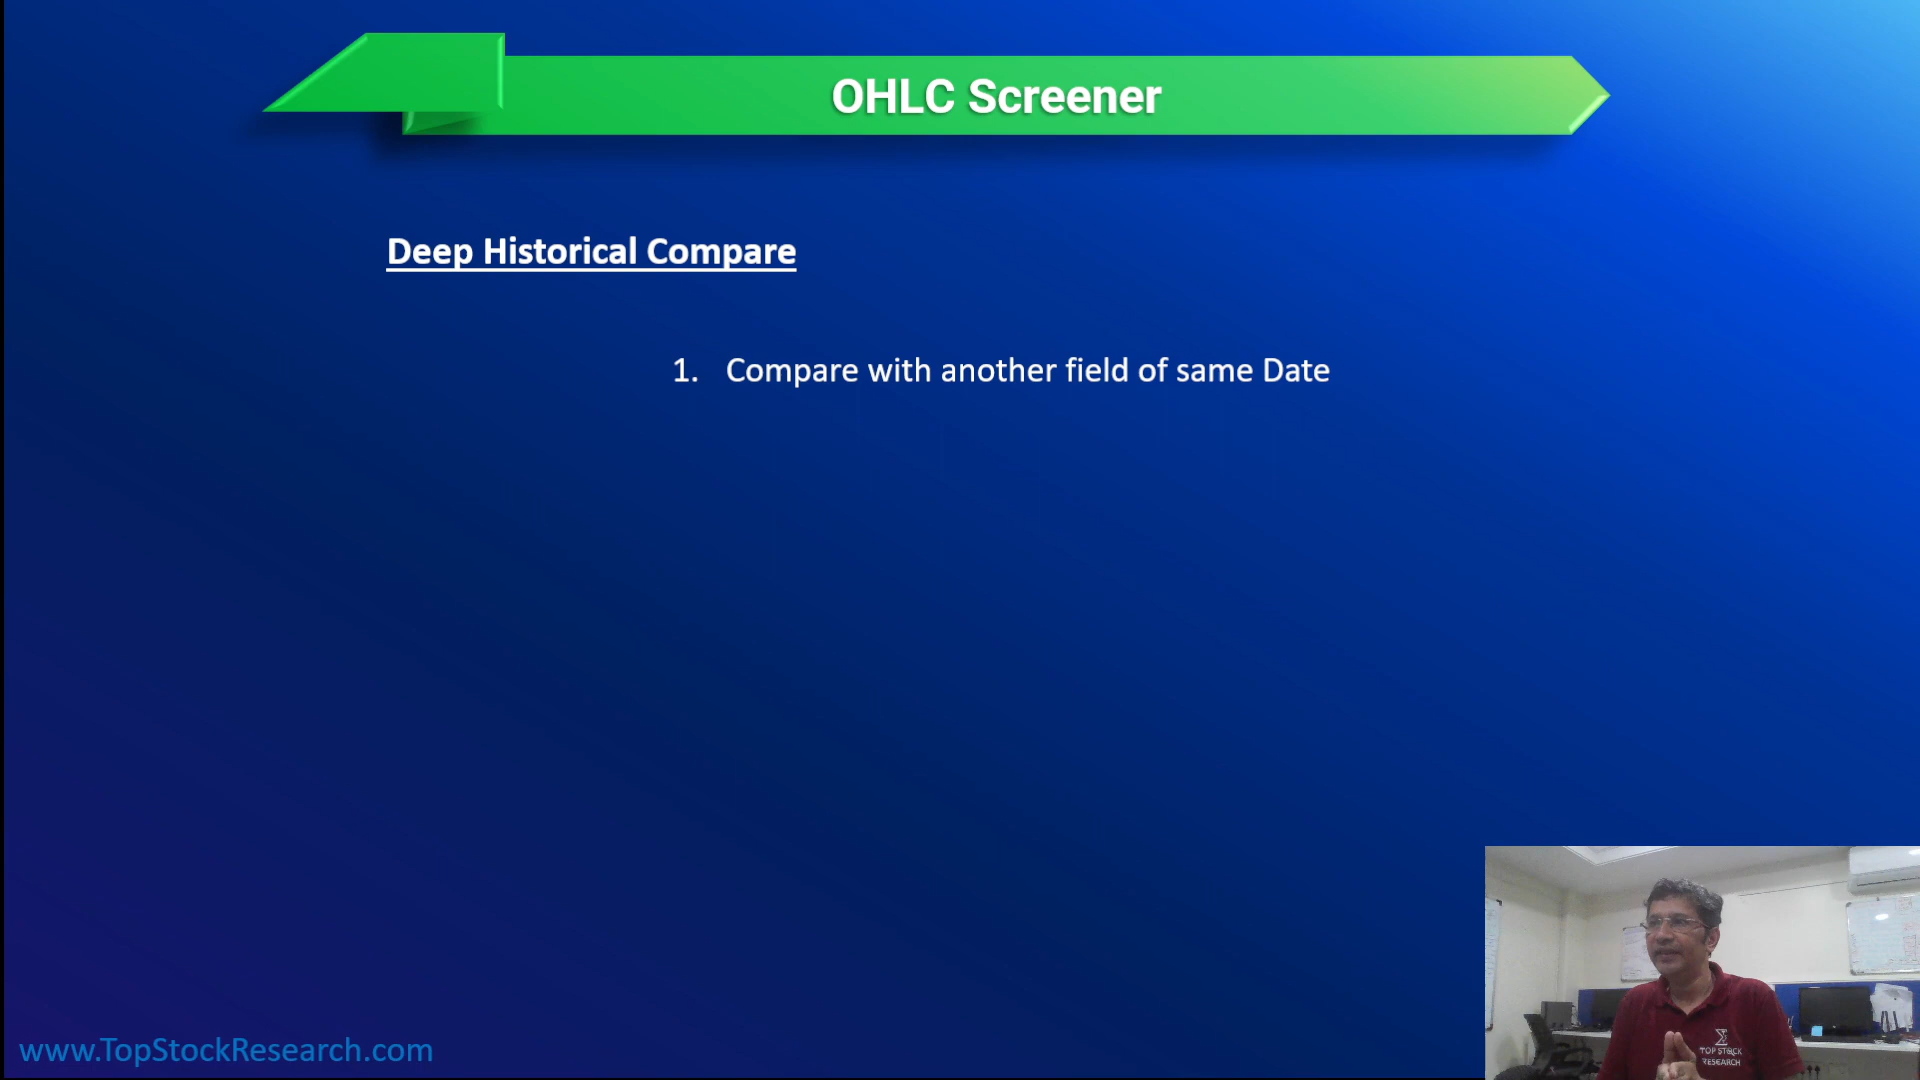 OHLC Screener
Deep Historical Compare
1. Compare with another field of same Date
www.TopStockResearch.com
TOP STOCK
RESEARCH